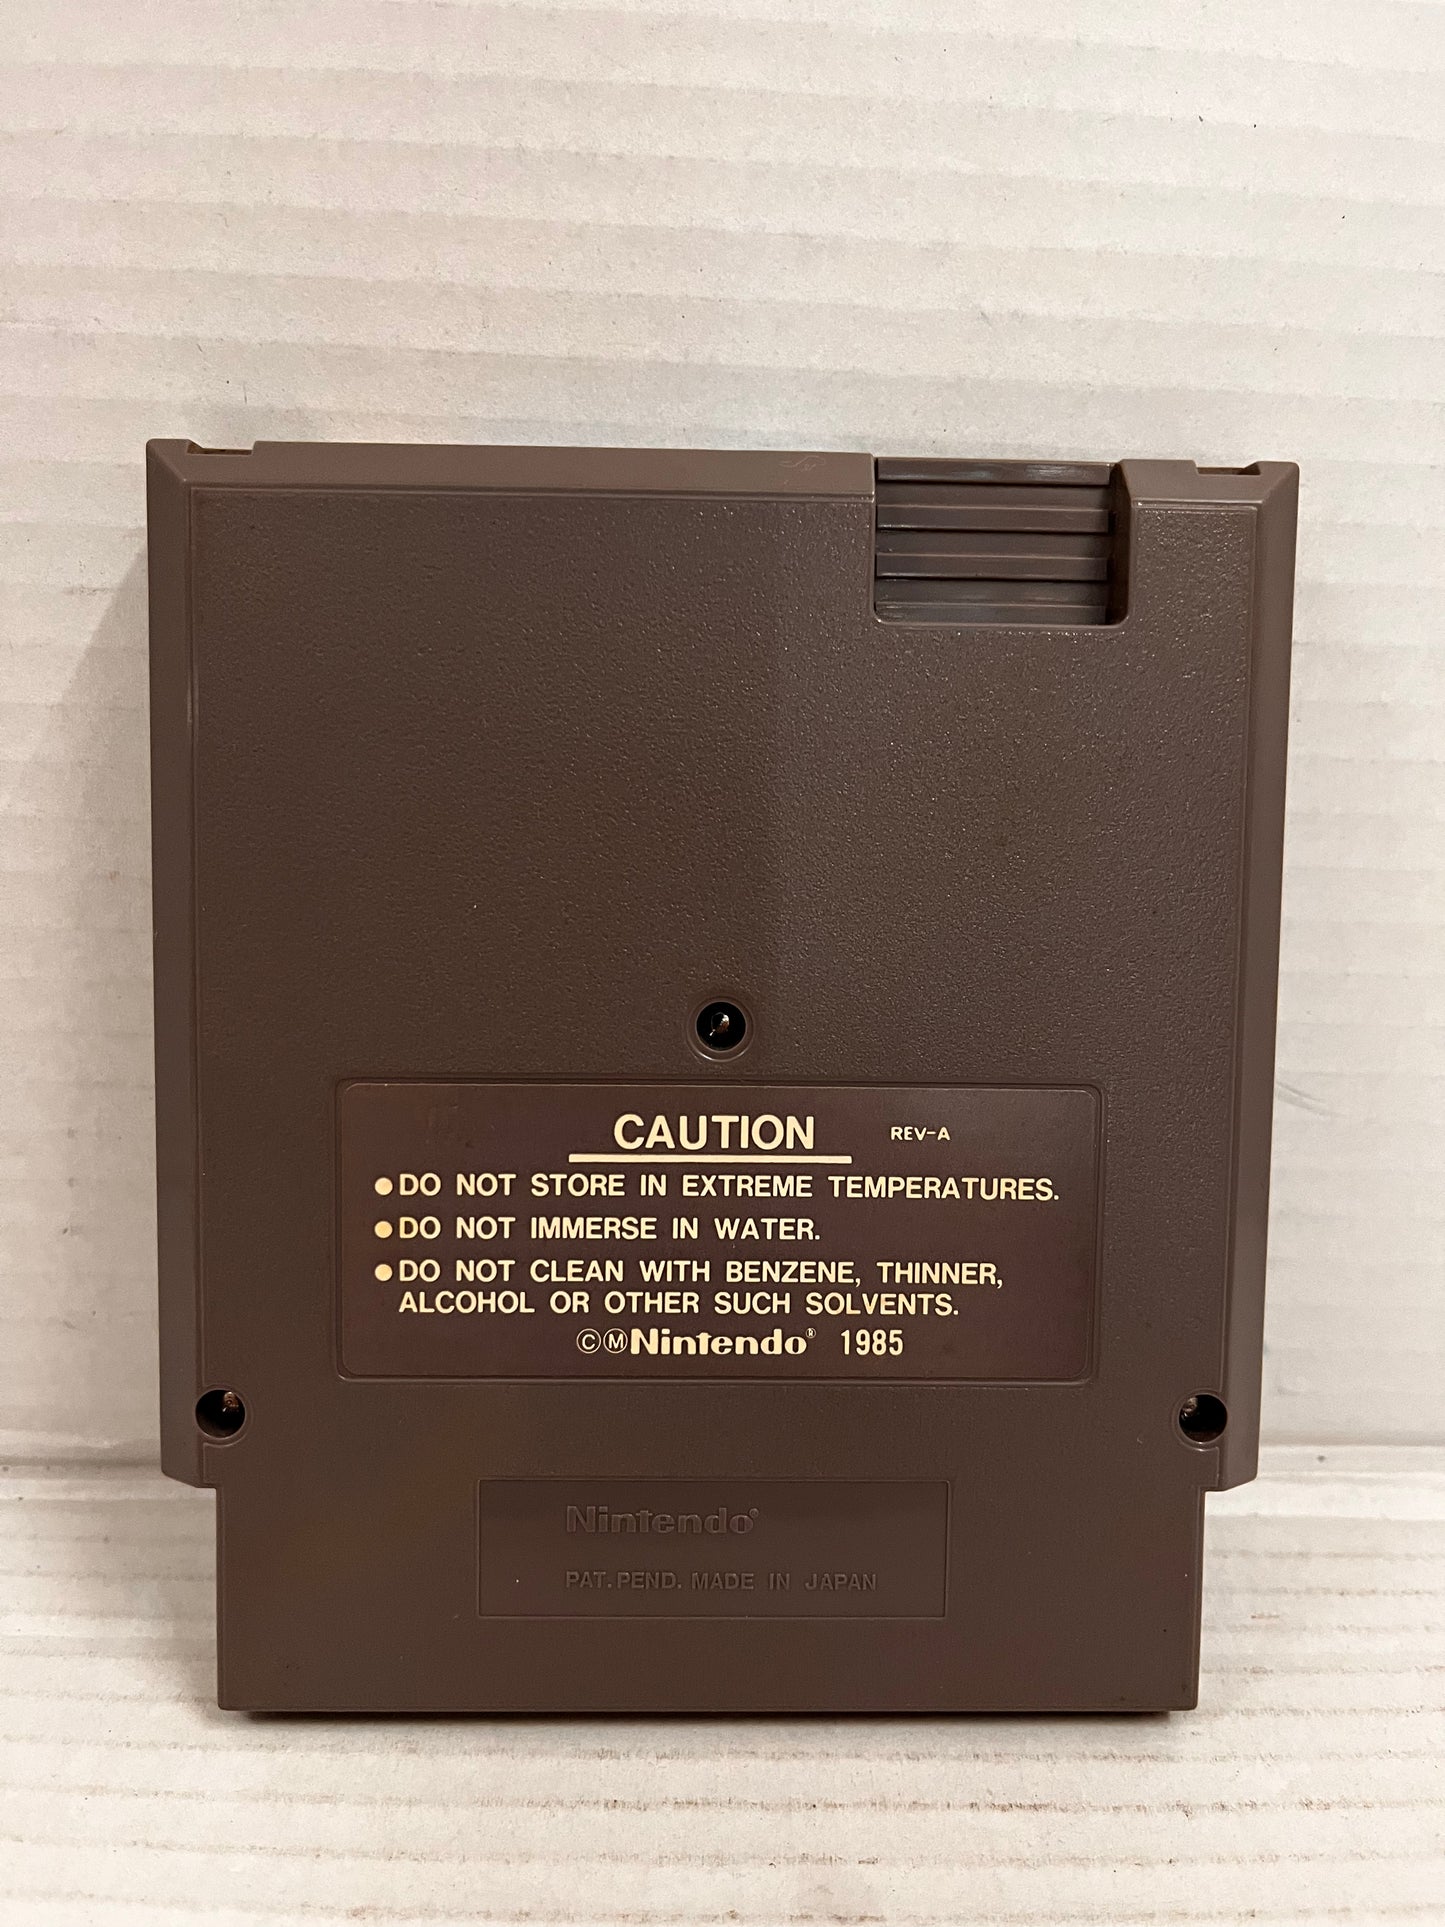 CAUTION REV-A
●DO NOT STORE IN EXTREME TEMPERATURES.
●DO NOT IMMERSE IN WATER.
●DO NOT CLEAN WITH BENZENE, THINNER,
ALCOHOL OR OTHER SUCH SOLVENTS.
©ⓂNintendo® 1985
Nintendo®
PAT. PEND. MADE IN JAPAN